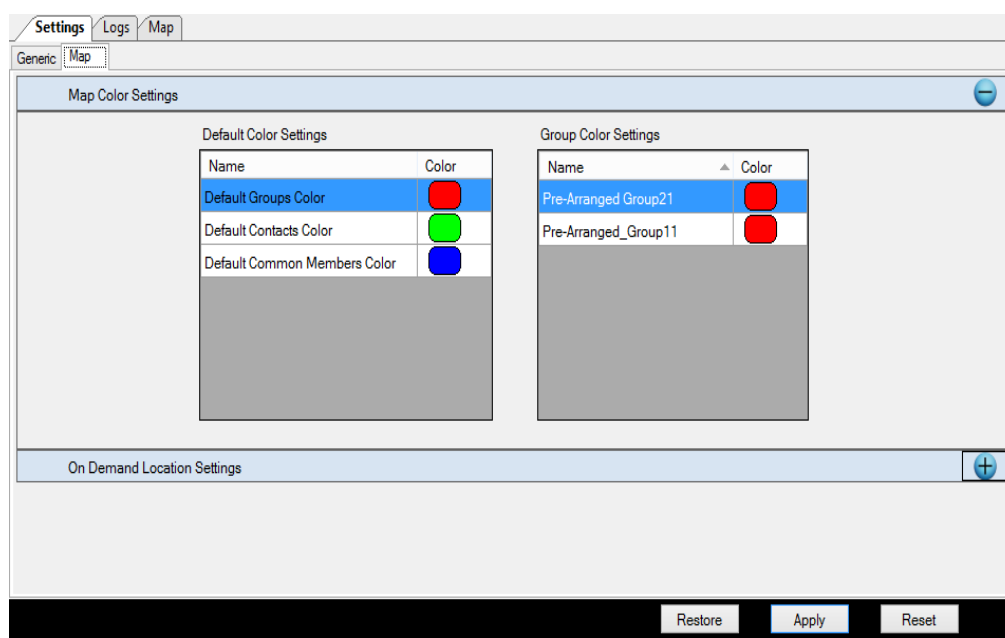 Settings Logs Map
Generic Map
Map Color Settings
Default Color Settings Group Color Settings
Name Color Name Color
Default Groups Color Pre-Arranged Group21
Default Contacts Color Pre-Arranged_Group11
Default Common Members Color
On Demand Location Settings
Restore Apply Reset